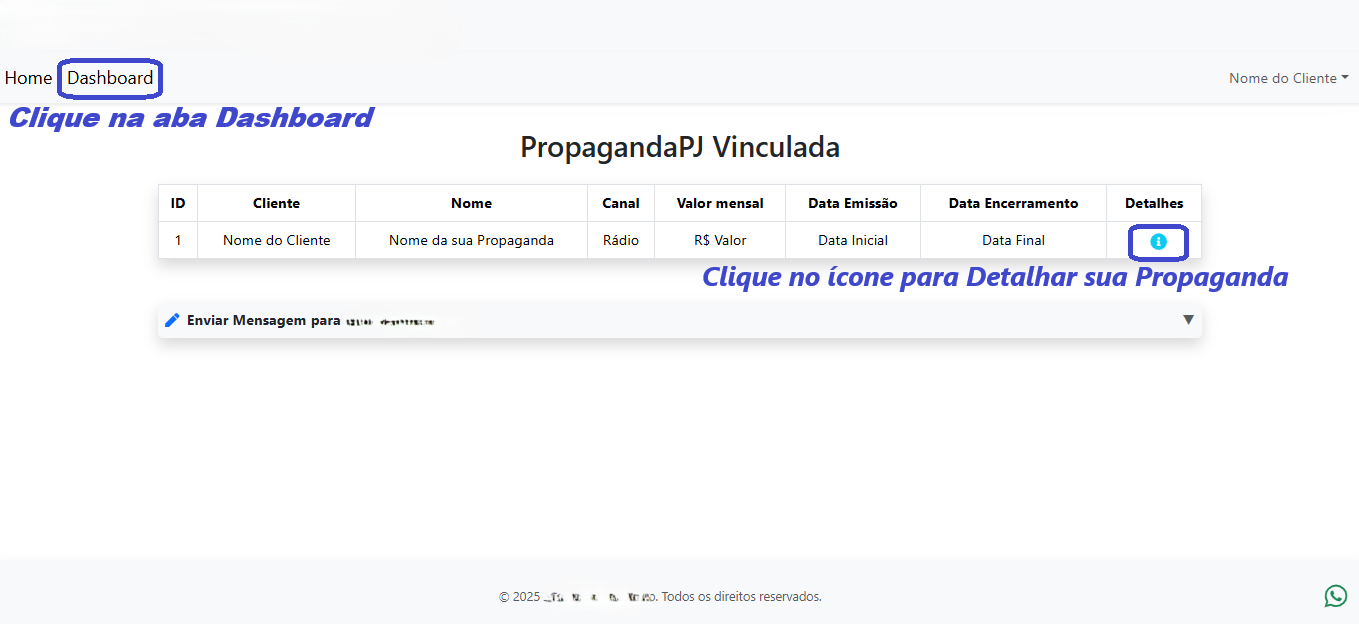 Home Dashboard Nome do Cliente
Clique na aba Dashboard
PropagandaPJ Vinculada
ID Cliente Nome Canal Valor mensal Data Emissão Data Encerramento Detalhes
1 Nome do Cliente Nome da sua Propaganda Rádio R$ Valor Data Inicial Data Final
Clique no ícone para Detalhar sua Propaganda
Enviar Mensagem para
© 2025 Todos os direitos reservados.